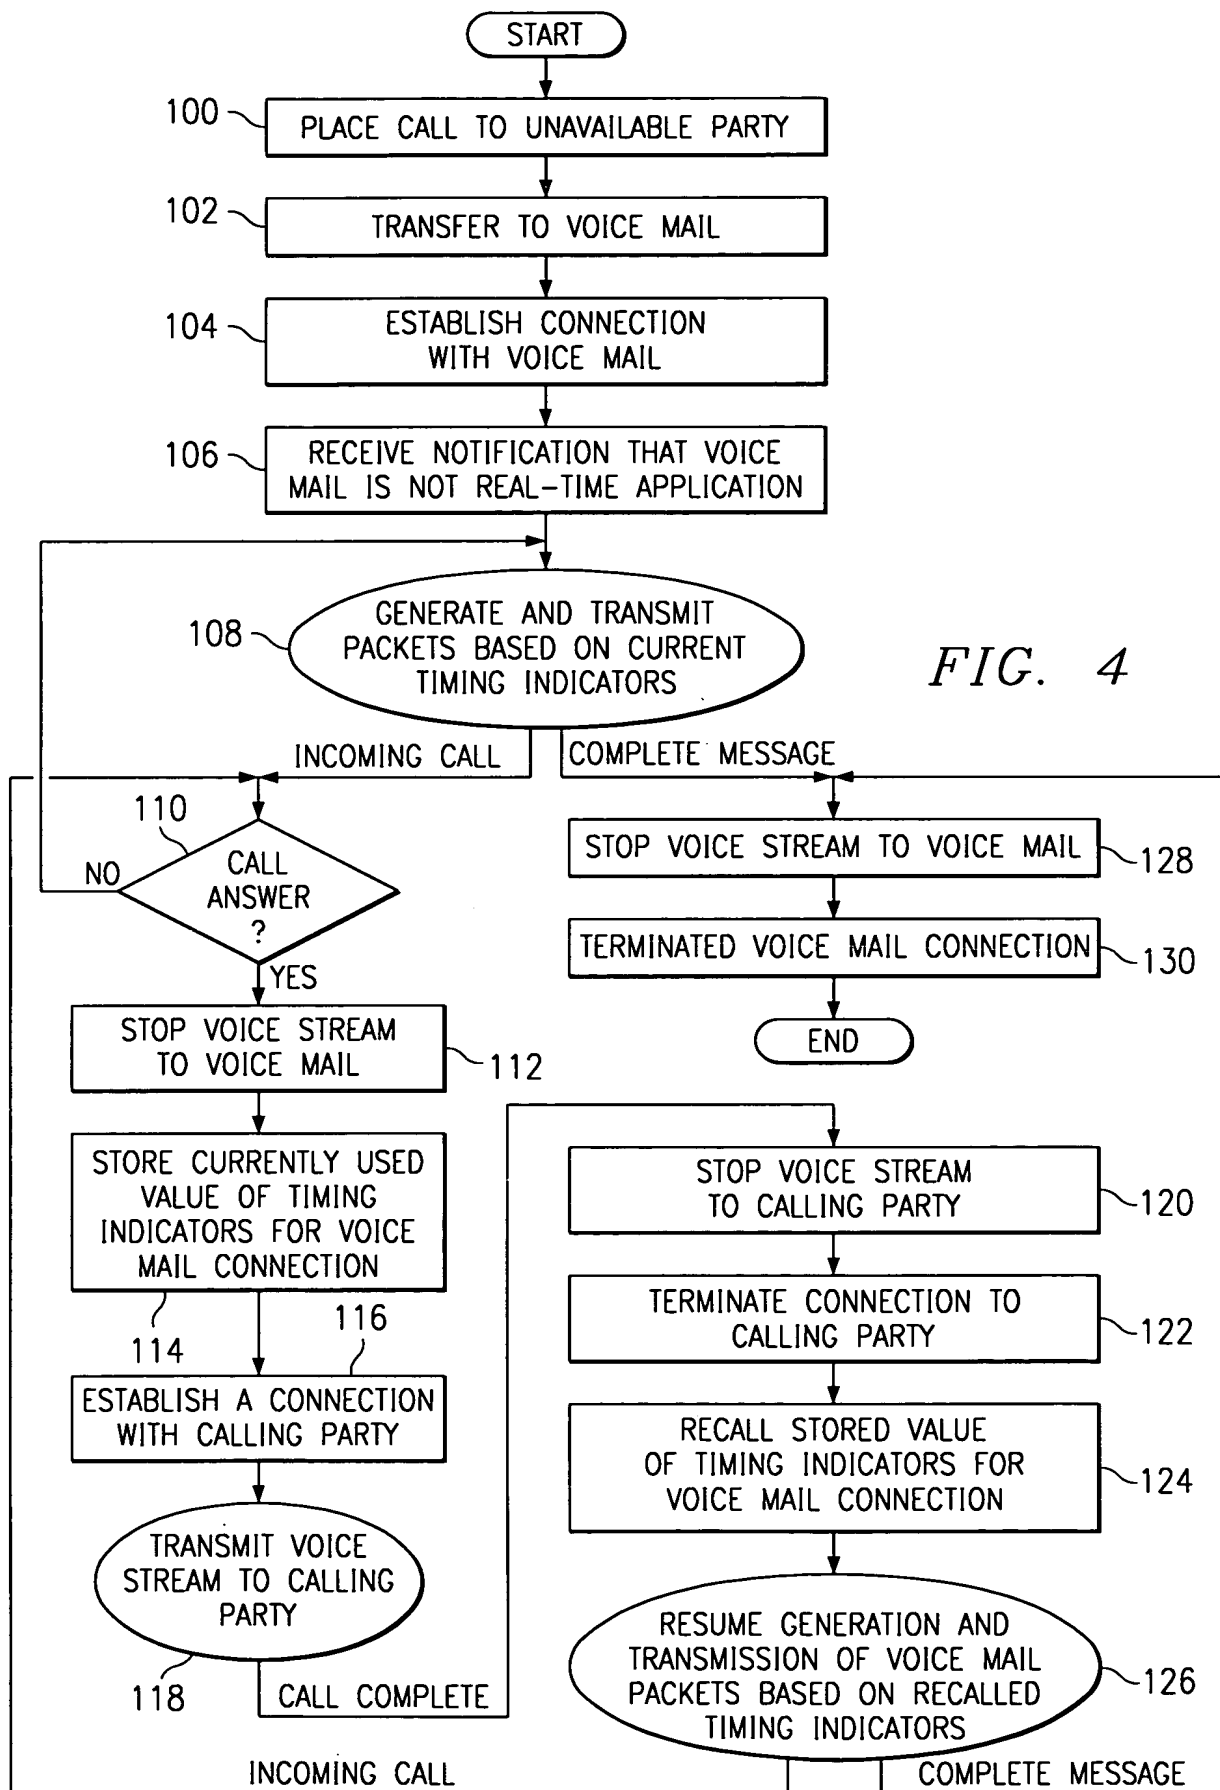 START
100
PLACE CALL TO UNAVAILABLE PARTY
102
TRANSFER TO VOICE MAIL
104
ESTABLISH CONNECTION
WITH VOICE MAIL
106
RECEIVE NOTIFICATION THAT VOICE
MAIL IS NOT REAL-TIME APPLICATION
108
GENERATE AND TRANSMIT
PACKETS BASED ON CURRENT
TIMING INDICATORS
FIG. 4
INCOMING CALL
COMPLETE MESSAGE
110
CALL
ANSWER
?
NO
YES
STOP VOICE STREAM
TO VOICE MAIL
112
STORE CURRENTLY USED
VALUE OF TIMING
INDICATORS FOR VOICE
MAIL CONNECTION
114
116
ESTABLISH A CONNECTION
WITH CALLING PARTY
TRANSMIT VOICE
STREAM TO CALLING
PARTY
118
CALL COMPLETE
STOP VOICE STREAM TO VOICE MAIL
128
TERMINATED VOICE MAIL CONNECTION
130
END
STOP VOICE STREAM
TO CALLING PARTY
120
TERMINATE CONNECTION TO
CALLING PARTY
122
RECALL STORED VALUE
OF TIMING INDICATORS FOR
VOICE MAIL CONNECTION
124
RESUME GENERATION AND
TRANSMISSION OF VOICE MAIL
PACKETS BASED ON RECALLED
TIMING INDICATORS
126
INCOMING CALL
COMPLETE MESSAGE